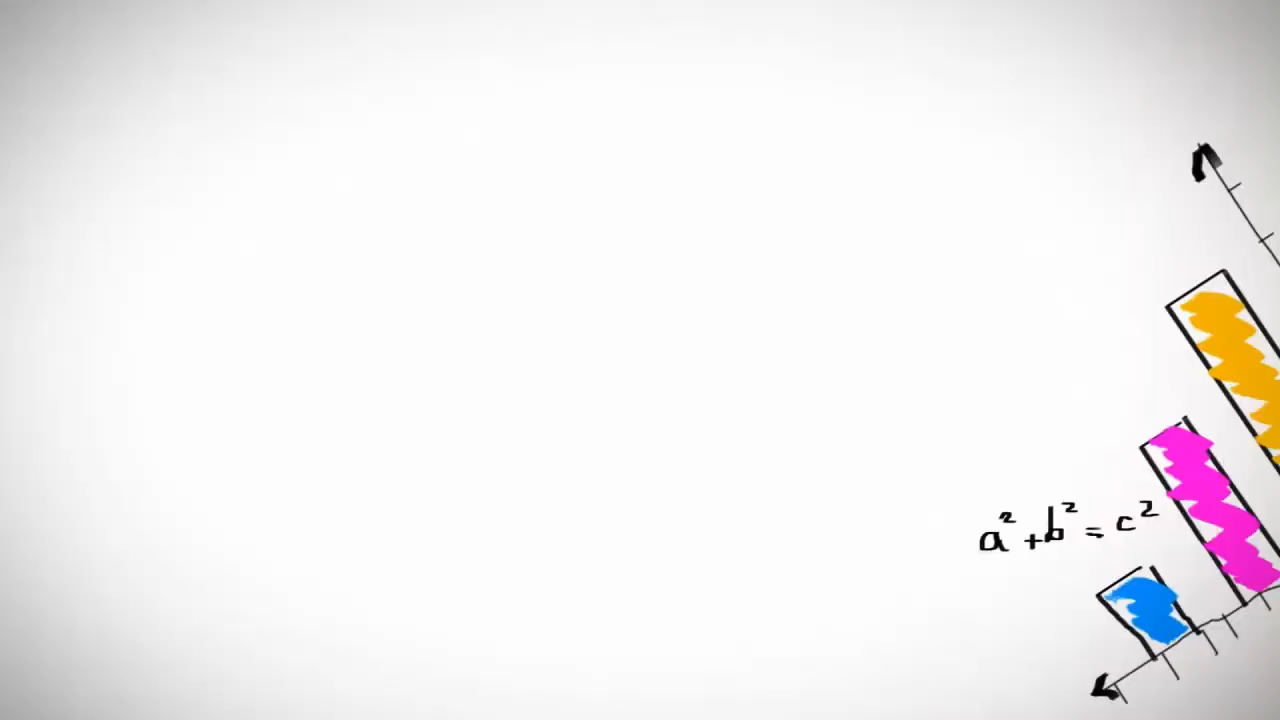 a² + b² = c²